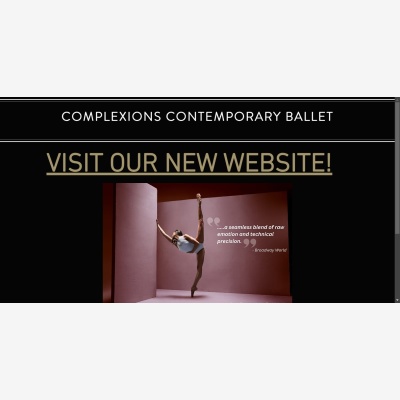 COMPLEXIONS CONTEMPORARY BALLET
VISIT OUR NEW WEBSITE!
....a seamless blend of raw
emotion and technical
precision.
- Broadway World